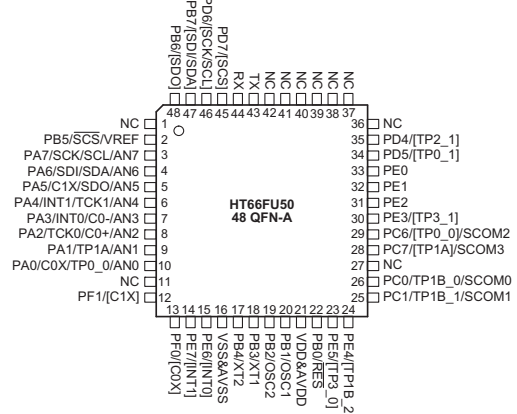 PB6/[SDO]
PB7/[SDI/SDA]
PD6/[SCK/SCL]
PD7/[SCS]
RX
TX
NC
NC
NC
NC
NC
NC
48 47 46 45 44 43 42 41 40 39 38 37
NC 1
PB5/SCS/VREF 2
PA7/SCK/SCL/AN7 3
PA6/SDI/SDA/AN6 4
PA5/C1X/SDO/AN5 5
PA4/INT1/TCK1/AN4 6
PA3/INT0/C0-/AN3 7
PA2/TCK0/C0+/AN2 8
PA1/TP1A/AN1 9
PA0/C0X/TP0_0/AN0 10
NC 11
PF1/[C1X] 12
HT66FU50
48 QFN-A
36 NC
35 PD4/[TP2_1]
34 PD5/[TP0_1]
33 PE0
32 PE1
31 PE2
30 PE3/[TP3_1]
29 PC6/[TP0_0]/SCOM2
28 PC7/[TP1A]/SCOM3
27 NC
26 PC0/TP1B_0/SCOM0
25 PC1/TP1B_1/SCOM1
13 14 15 16 17 18 19 20 21 22 23 24
PF0/[C0X]
PE7/[INT1]
PE6/[INT0]
VSS&AVSS
PB4/XT2
PB3/XT1
PB2/OSC2
PB1/OSC1
VDD&AVDD
PB0/RES
PE5/[TP3_0]
PE4/[TP1B_2